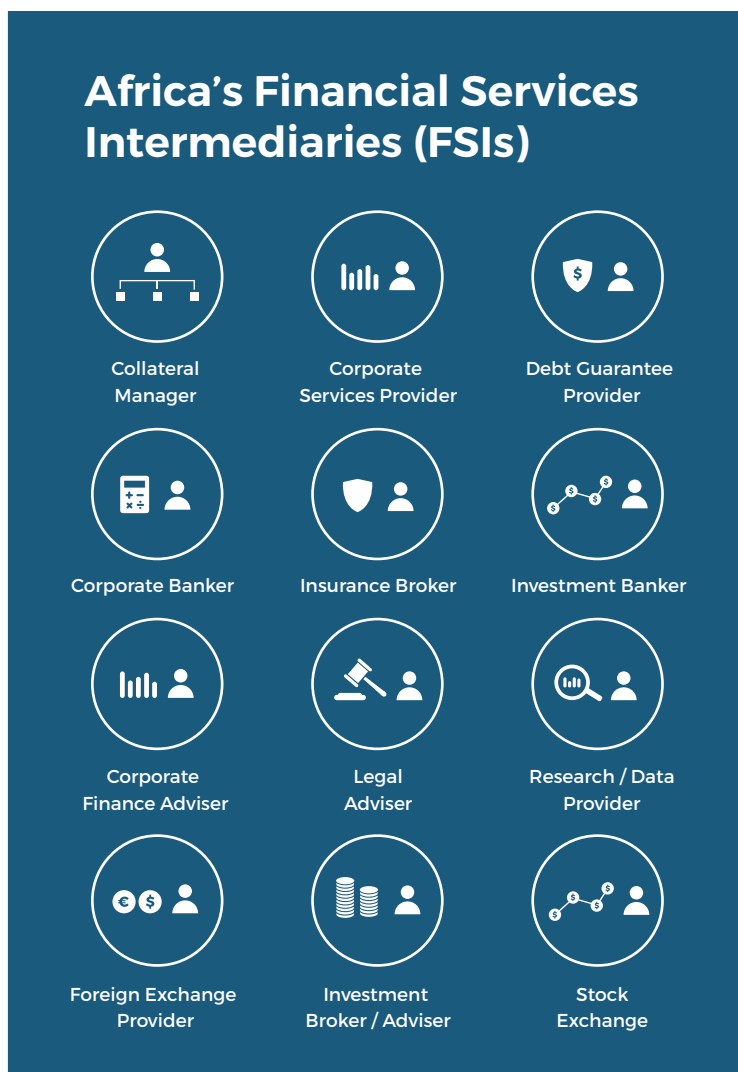 Africa’s Financial Services
Intermediaries (FSIs)
Collateral
Manager
Corporate
Services Provider
Debt Guarantee
Provider
Corporate Banker
Insurance Broker
Investment Banker
Corporate
Finance Adviser
Legal
Adviser
Research / Data
Provider
Foreign Exchange
Provider
Investment
Broker / Adviser
Stock
Exchange